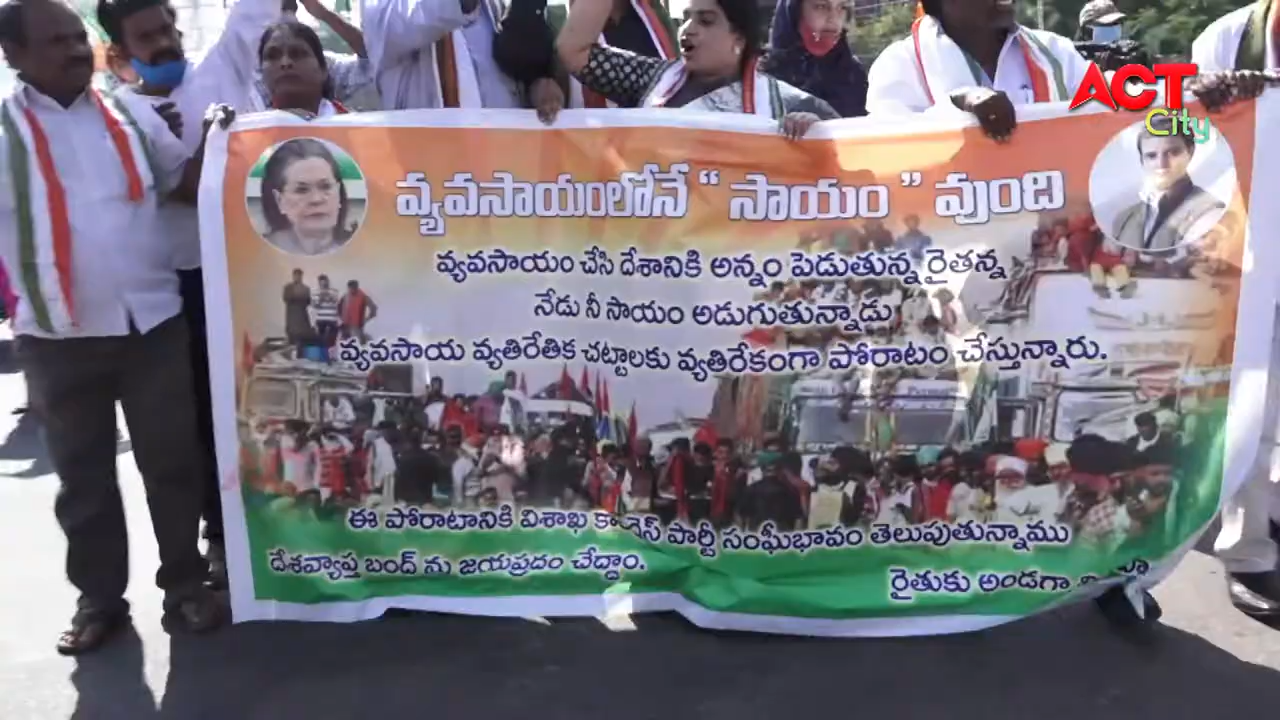 ACT
City
వ్యవసాయంలోనే “ సాయం ” వుంది
వ్యవసాయం చేసి దేశానికి అన్నం పెడుతున్న రైతన్న
నేడు నీ సాయం అడుగుతున్నాడు
వ్యవసాయ వ్యతిరేతిక చట్టాలకు వ్యతిరేకంగా పోరాటం చేస్తున్నారు.
ఈ పోరాటానికి విశాఖ పార్టీ సంఘీభావం తెలుపుతున్నాము
దేశవ్యాప్త బంద్ ను జయప్రదం చేద్దాం.
రైతుకు అండగా